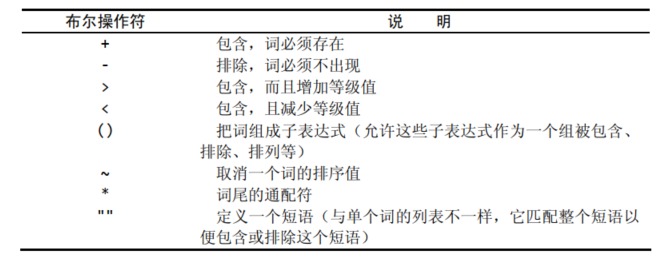 布尔操作符 说 明
+ 包含，词必须存在
- 排除，词必须不出现
> 包含，而且增加等级值
< 包含，且减少等级值
() 把词组成子表达式（允许这些子表达式作为一个组被包含、
排除、排列等）
~ 取消一个词的排序值
* 词尾的通配符
"" 定义一个短语（与单个词的列表不一样，它匹配整个短语以
便包含或排除这个短语）